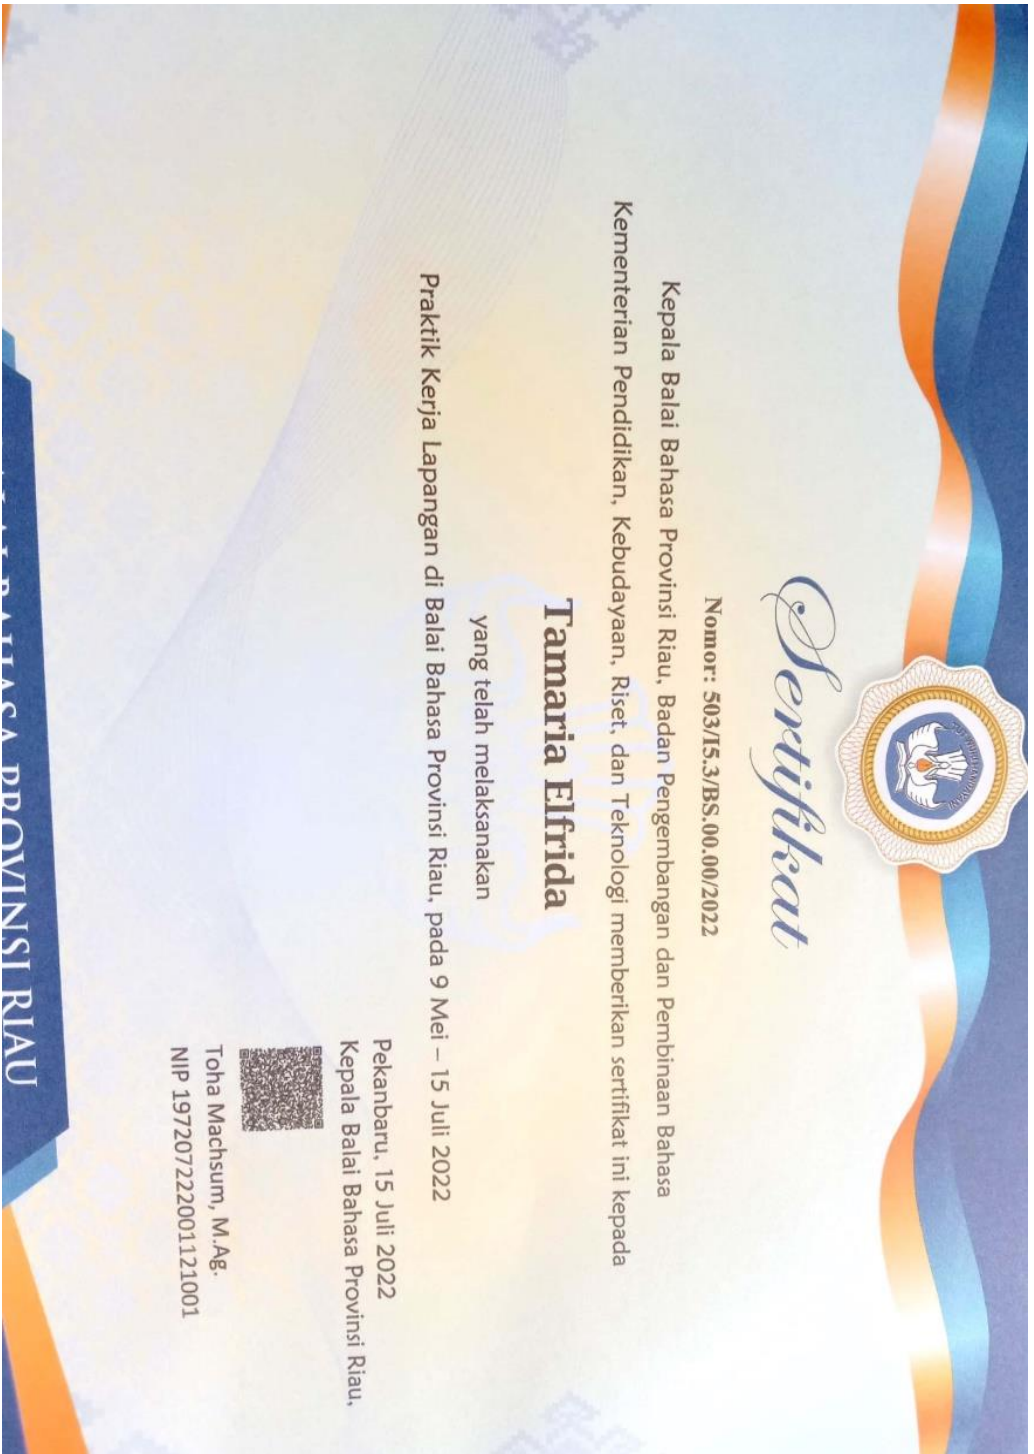 Sertifikat
Nomor: 503/I5.3/BS.00.00/2022
Kepala Balai Bahasa Provinsi Riau, Badan Pengembangan dan Pembinaan Bahasa
Kementerian Pendidikan, Kebudayaan, Riset, dan Teknologi memberikan sertifikat ini kepada
Tamaria Elfrida
yang telah melaksanakan
Praktik Kerja Lapangan di Balai Bahasa Provinsi Riau, pada 9 Mei – 15 Juli 2022
Pekanbaru, 15 Juli 2022
Kepala Balai Bahasa Provinsi Riau,
Toha Machsum, M.Ag.
NIP 197207222001121001
BALAI BAHASA PROVINSI RIAU